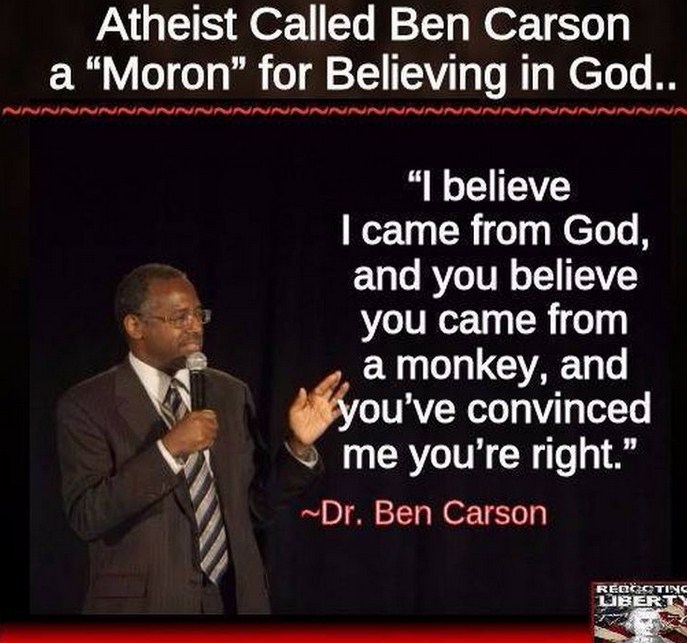 Atheist Called Ben Carson
a “Moron” for Believing in God..
“I believe
I came from God,
and you believe
you came from
a monkey, and
you’ve convinced
me you’re right.”
~Dr. Ben Carson
REBOOTING
LIBERTY